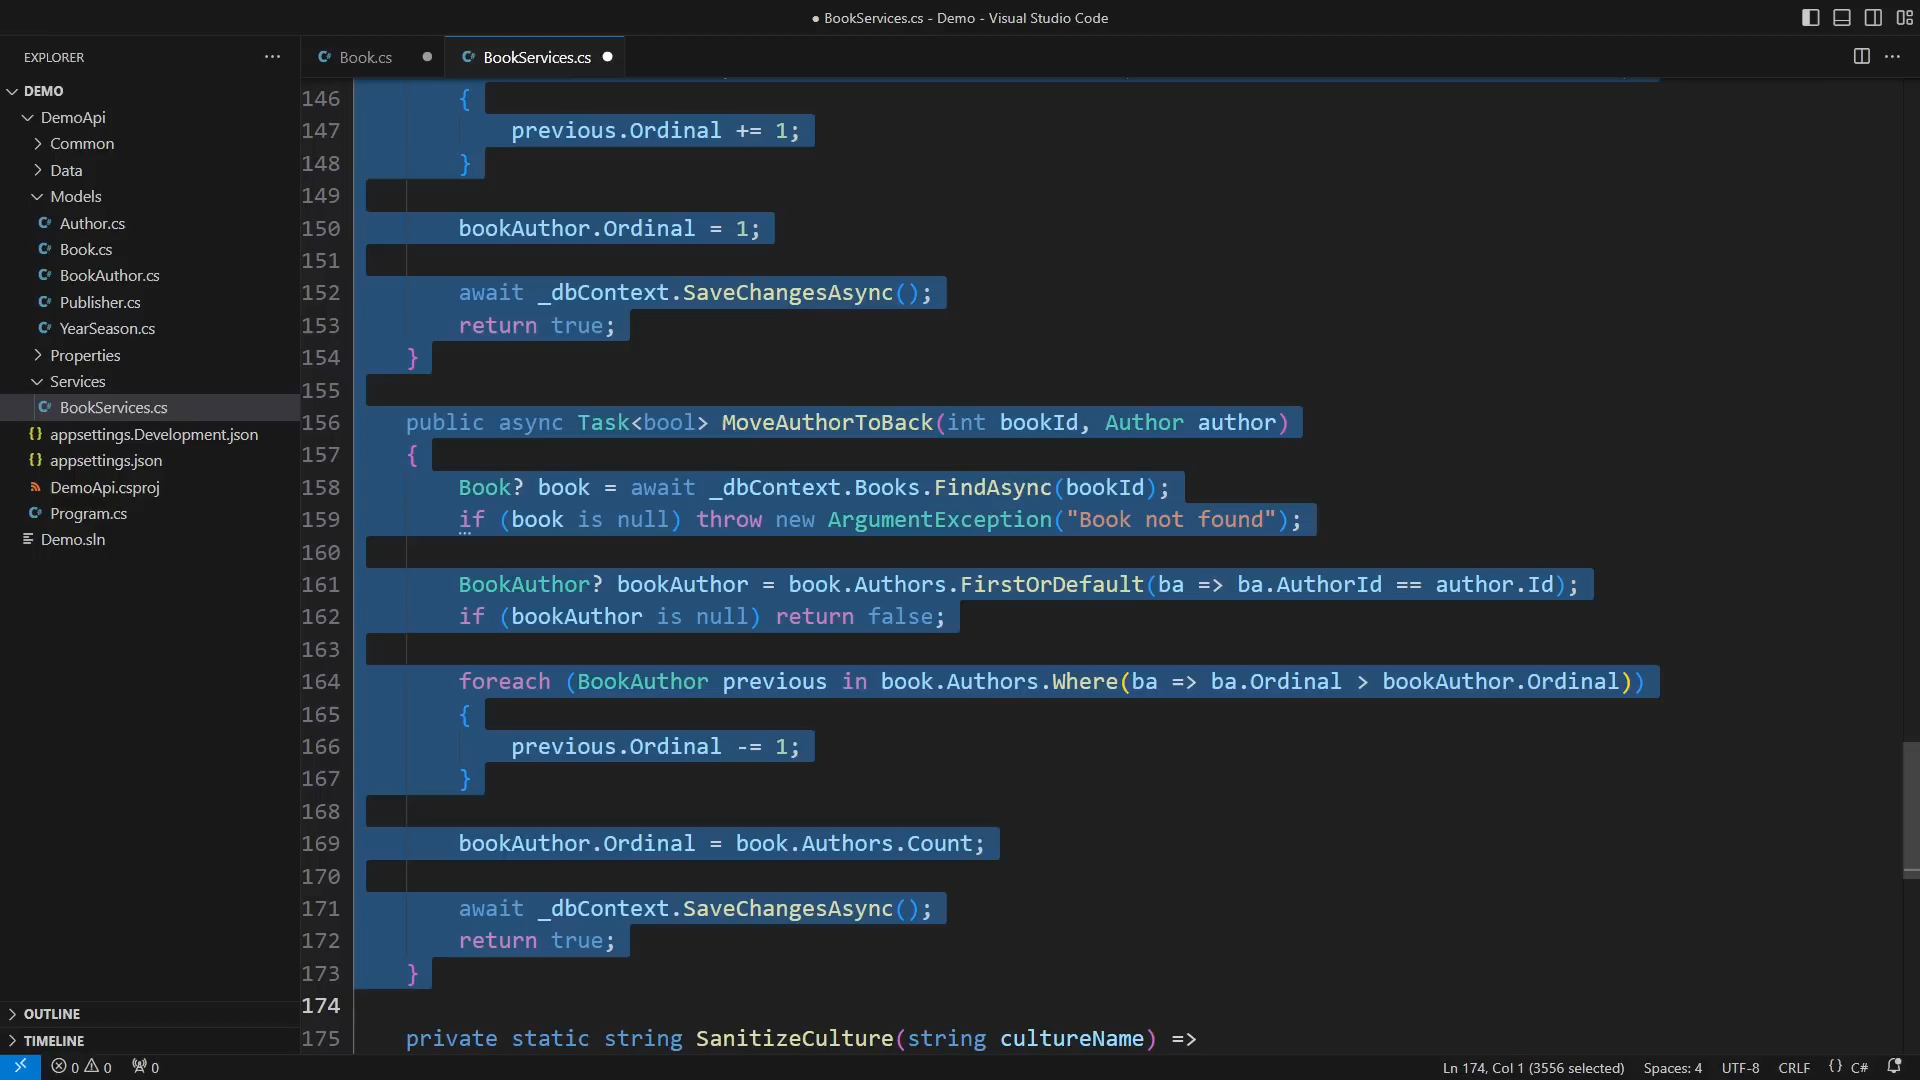 ● BookServices.cs - Demo - Visual Studio Code
EXPLORER
Book.cs
BookServices.cs
DEMO
DemoApi
Common
Data
Models
Author.cs
Book.cs
BookAuthor.cs
Publisher.cs
YearSeason.cs
Properties
Services
BookServices.cs
appsettings.Development.json
appsettings.json
DemoApi.csproj
Program.cs
Demo.sln
OUTLINE
TIMELINE
146 {
147 previous.Ordinal += 1;
148 }
149
150 bookAuthor.Ordinal = 1;
151
152 await _dbContext.SaveChangesAsync();
153 return true;
154 }
155
156 public async Task<bool> MoveAuthorToBack(int bookId, Author author)
157 {
158 Book? book = await _dbContext.Books.FindAsync(bookId);
159 if (book is null) throw new ArgumentException("Book not found");
160
161 BookAuthor? bookAuthor = book.Authors.FirstOrDefault(ba => ba.AuthorId == author.Id);
162 if (bookAuthor is null) return false;
163
164 foreach (BookAuthor previous in book.Authors.Where(ba => ba.Ordinal > bookAuthor.Ordinal))
165 {
166 previous.Ordinal -= 1;
167 }
168
169 bookAuthor.Ordinal = book.Authors.Count;
170
171 await _dbContext.SaveChangesAsync();
172 return true;
173 }
174
175 private static string SanitizeCulture(string cultureName) =>
0 0 0
Ln 174, Col 1 (3556 selected) Spaces: 4 UTF-8 CRLF {} C#